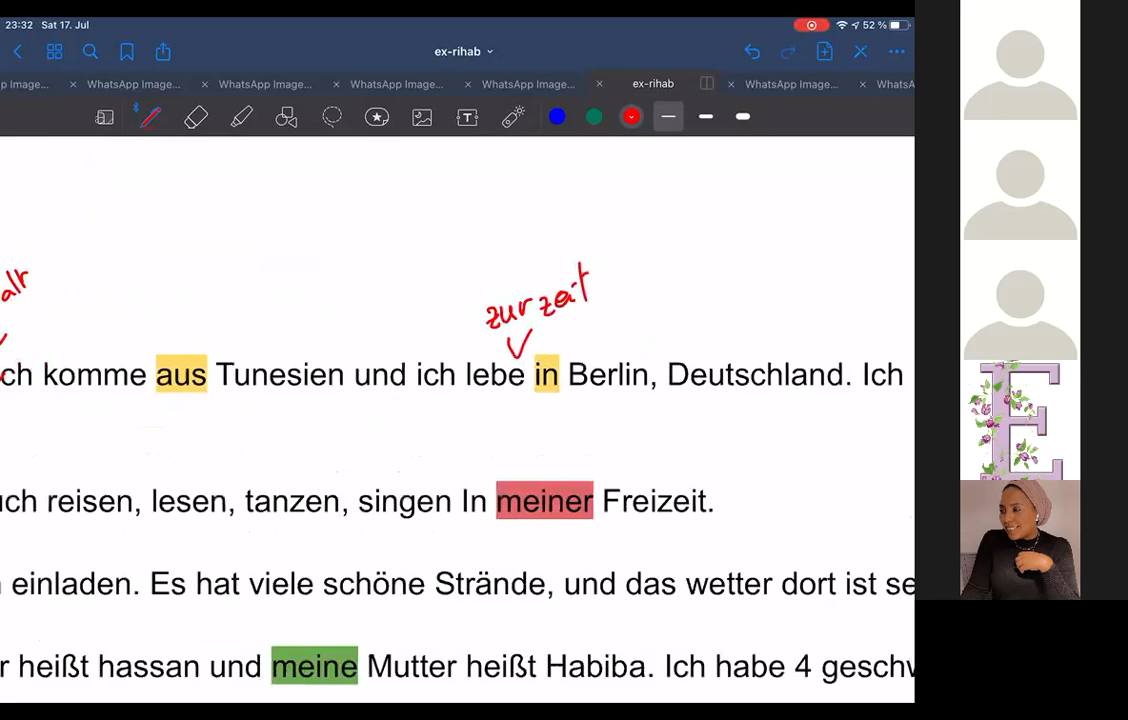 23:32 Sat 17. Jul 52 %
ex-rihab
p Image... WhatsApp Image... WhatsApp Image... WhatsApp Image... WhatsApp Image... ex-rihab WhatsApp Image... WhatsA
T
alt
zurzeit
ch komme aus Tunesien und ich lebe in Berlin, Deutschland. Ich
uch reisen, lesen, tanzen, singen In meiner Freizeit.
einladen. Es hat viele schöne Strände, und das wetter dort ist se
r heißt hassan und meine Mutter heißt Habiba. Ich habe 4 geschw
E